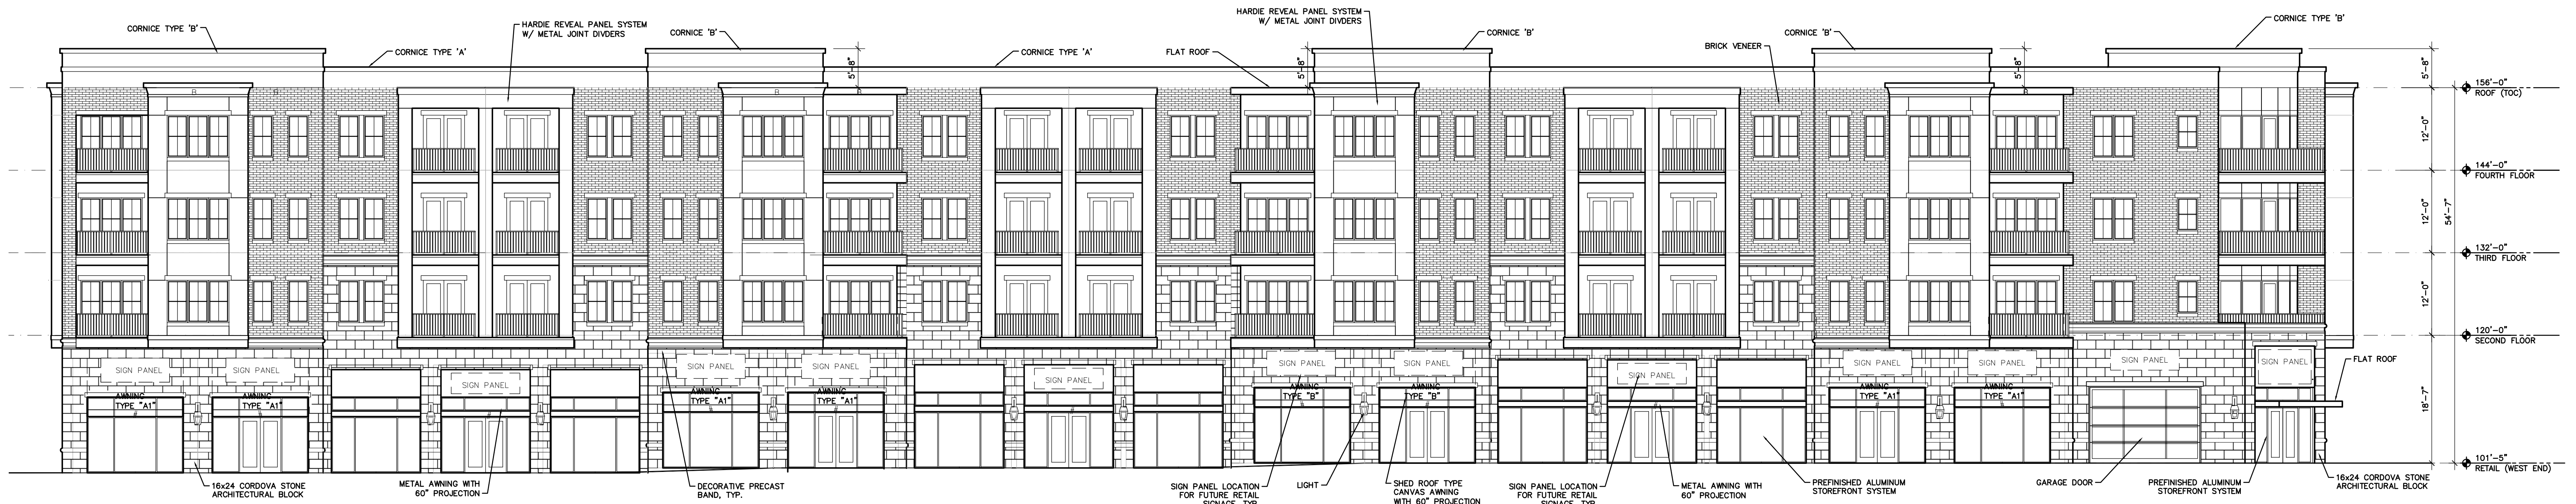 CORNICE TYPE 'B'
CORNICE TYPE 'A'
HARDIE REVEAL PANEL SYSTEM
W/ METAL JOINT DIVDERS
CORNICE 'B'
5'-8"
CORNICE TYPE 'A'
FLAT ROOF
HARDIE REVEAL PANEL SYSTEM
W/ METAL JOINT DIVDERS
5'-8"
CORNICE 'B'
BRICK VENEER
CORNICE 'B'
5'-8"
CORNICE TYPE 'B'
5'-8"
156'-0"
ROOF (TOC)
12'-0"
144'-0"
FOURTH FLOOR
12'-0"
54'-7"
132'-0"
THIRD FLOOR
12'-0"
120'-0"
SECOND FLOOR
FLAT ROOF
18'-7"
101'-5"
RETAIL (WEST END)
SIGN PANEL
SIGN PANEL
SIGN PANEL
SIGN PANEL
SIGN PANEL
SIGN PANEL
SIGN PANEL
SIGN PANEL
SIGN PANEL
SIGN PANEL
SIGN PANEL
SIGN PANEL
SIGN PANEL
AWNING
TYPE "A1"
AWNING
TYPE "A1"
AWNING
TYPE "A1"
AWNING
TYPE "A1"
AWNING
TYPE "B"
AWNING
TYPE "B"
AWNING
TYPE "A1"
AWNING
TYPE "A1"
16x24 CORDOVA STONE
ARCHITECTURAL BLOCK
METAL AWNING WITH
60" PROJECTION
DECORATIVE PRECAST
BAND, TYP.
SIGN PANEL LOCATION
FOR FUTURE RETAIL
SIGNAGE, TYP.
LIGHT
SHED ROOF TYPE
CANVAS AWNING
WITH 60" PROJECTION
SIGN PANEL LOCATION
FOR FUTURE RETAIL
SIGNAGE, TYP.
METAL AWNING WITH
60" PROJECTION
PREFINISHED ALUMINUM
STOREFRONT SYSTEM
GARAGE DOOR
PREFINISHED ALUMINUM
STOREFRONT SYSTEM
16x24 CORDOVA STONE
ARCHITECTURAL BLOCK